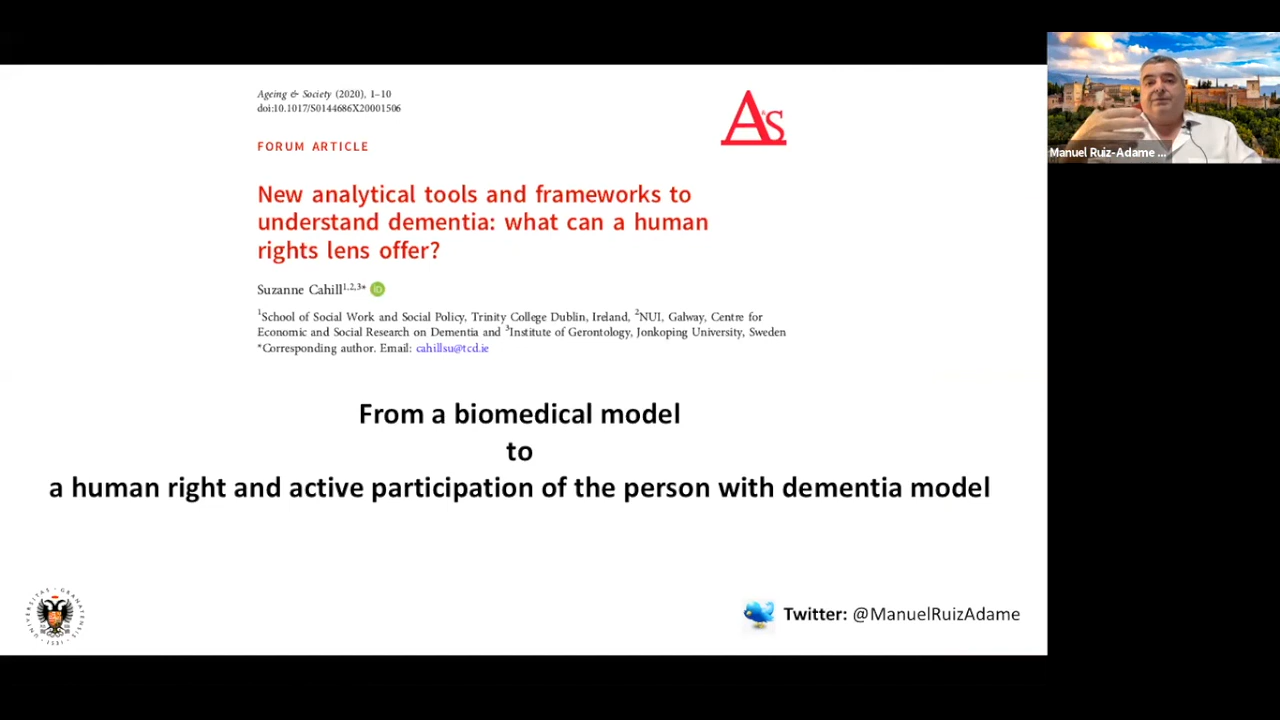 Ageing & Society (2020), 1–10
doi:10.1017/S0144686X20001506
FORUM ARTICLE
AS
New analytical tools and frameworks to
understand dementia: what can a human
rights lens offer?
Suzanne Cahill1,2,3* iD
1School of Social Work and Social Policy, Trinity College Dublin, Ireland, 2NUI, Galway, Centre for
Economic and Social Research on Dementia and 3Institute of Gerontology, Jonkoping University, Sweden
*Corresponding author. Email: cahillsu@tcd.ie
From a biomedical model
to
a human right and active participation of the person with dementia model
UNIVERSITAS GRANATENSIS 1531
Twitter: @ManuelRuizAdame
Manuel Ruiz-Adame ...